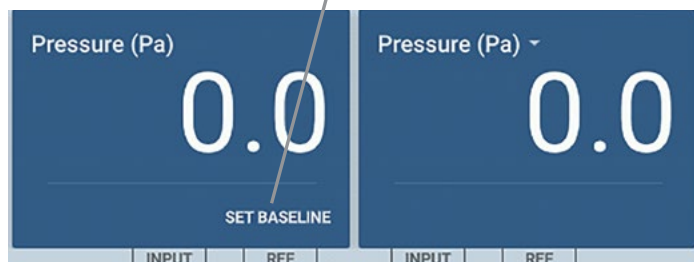 Pressure (Pa)
0.0
SET BASELINE
Pressure (Pa)
0.0
INPUT REF
INPUT REF